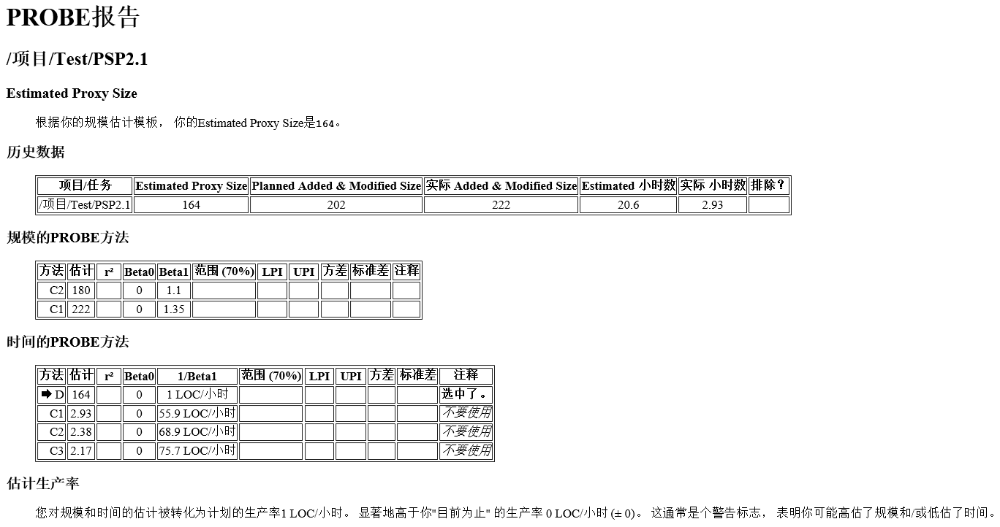 PROBE报告
/项目/Test/PSP2.1
Estimated Proxy Size
根据你的规模估计模板， 你的Estimated Proxy Size是164。
历史数据
项目/任务 Estimated Proxy Size Planned Added & Modified Size 实际 Added & Modified Size Estimated 小时数 实际 小时数 排除？
/项目/Test/PSP2.1 164 202 222 20.6 2.93
规模的PROBE方法
方法 估计 r² Beta0 Beta1 范围 (70%) LPI UPI 方差 标准差 注释
C2 180 0 1.1
C1 222 0 1.35
时间的PROBE方法
方法 估计 r² Beta0 1/Beta1 范围 (70%) LPI UPI 方差 标准差 注释
➡ D 164 0 1 LOC/小时 选中了。
C1 2.93 0 55.9 LOC/小时 不要使用
C2 2.38 0 68.9 LOC/小时 不要使用
C3 2.17 0 75.7 LOC/小时 不要使用
估计生产率
您对规模和时间的估计被转化为计划的生产率1 LOC/小时。 显著地高于你"目前为止" 的生产率 0 LOC/小时 (± 0)。 这通常是个警告标志， 表明你可能高估了规模和/或低估了时间。